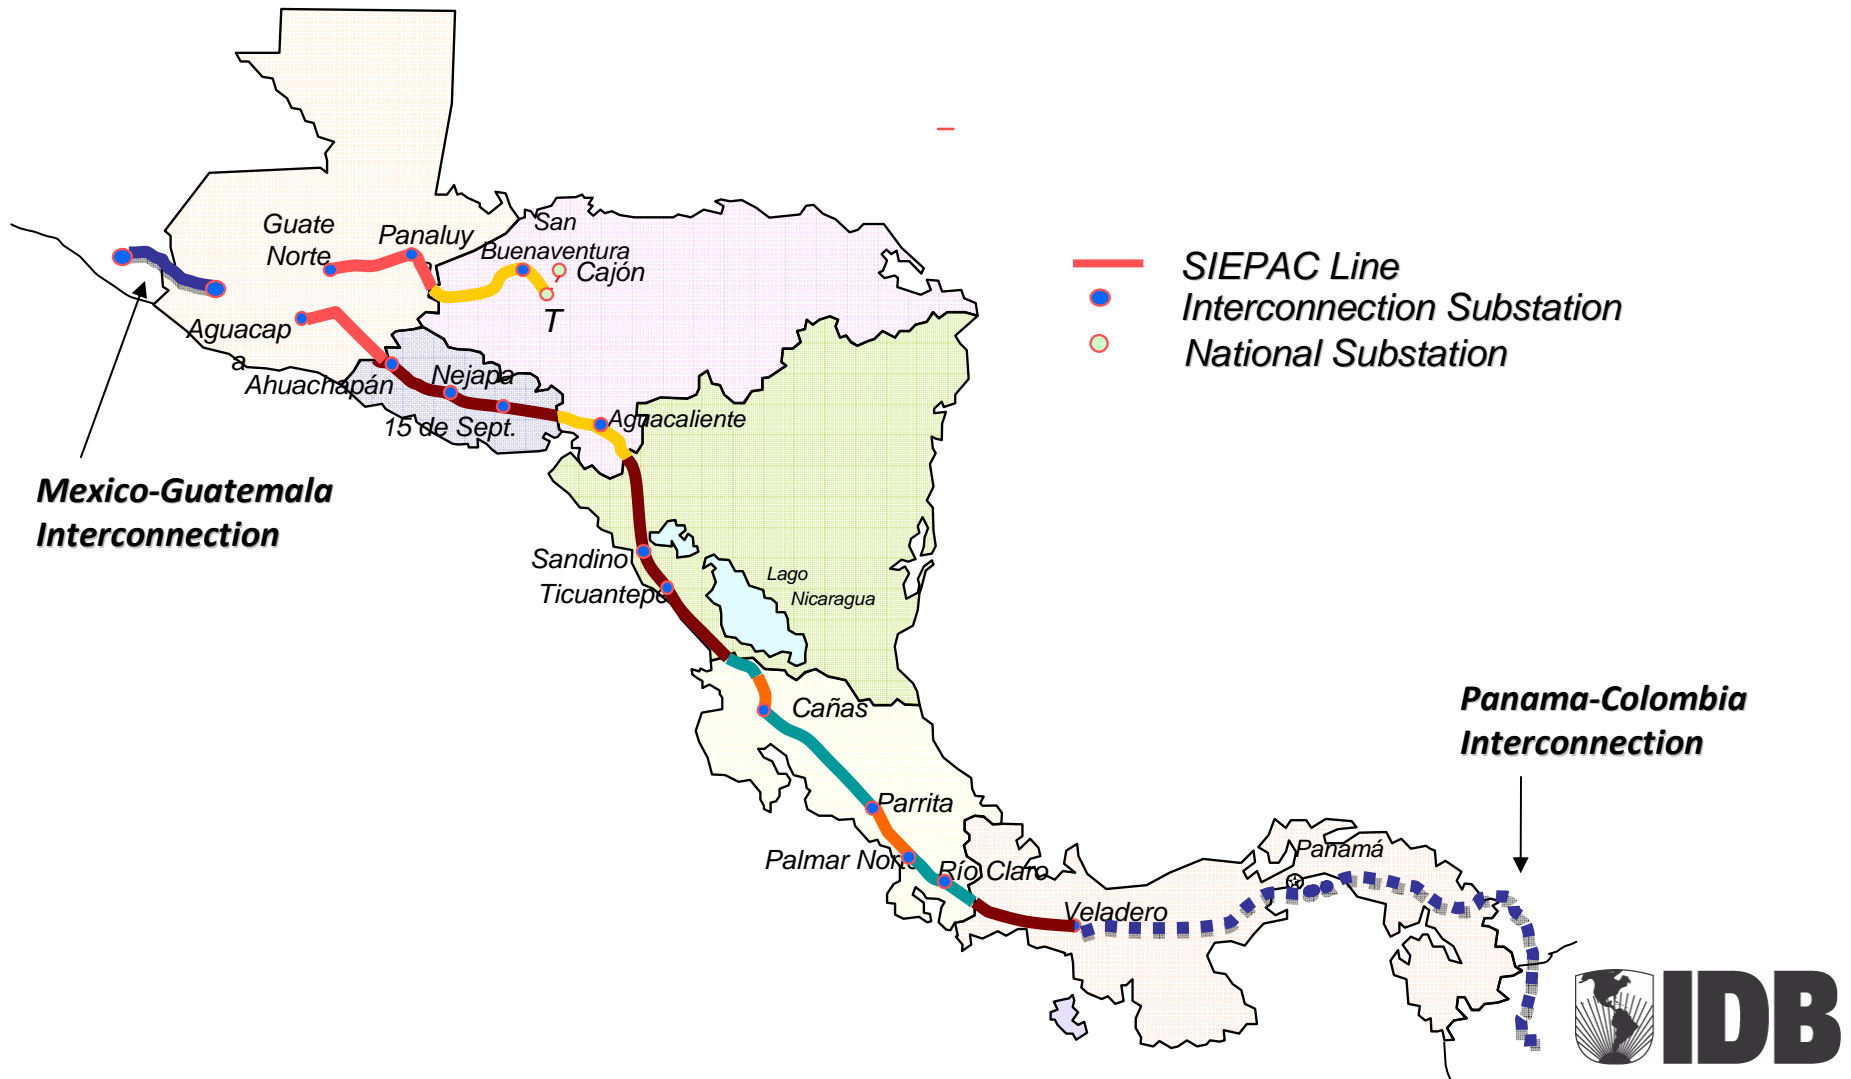 Guate
Norte
Panaluy
a
San
Buenaventura
Cajón
T
Aguacap
a
Ahuachapán
Nejapa
15 de Sept.
Aguacaliente
SIEPAC Line
Interconnection Substation
National Substation
Mexico-Guatemala
Interconnection
Sandino
Ticuantepe
Lago
Nicaragua
Cañas
Parrita
Palmar Norte
Río Claro
Veladero
Panamá
Panama-Colombia
Interconnection
IDB